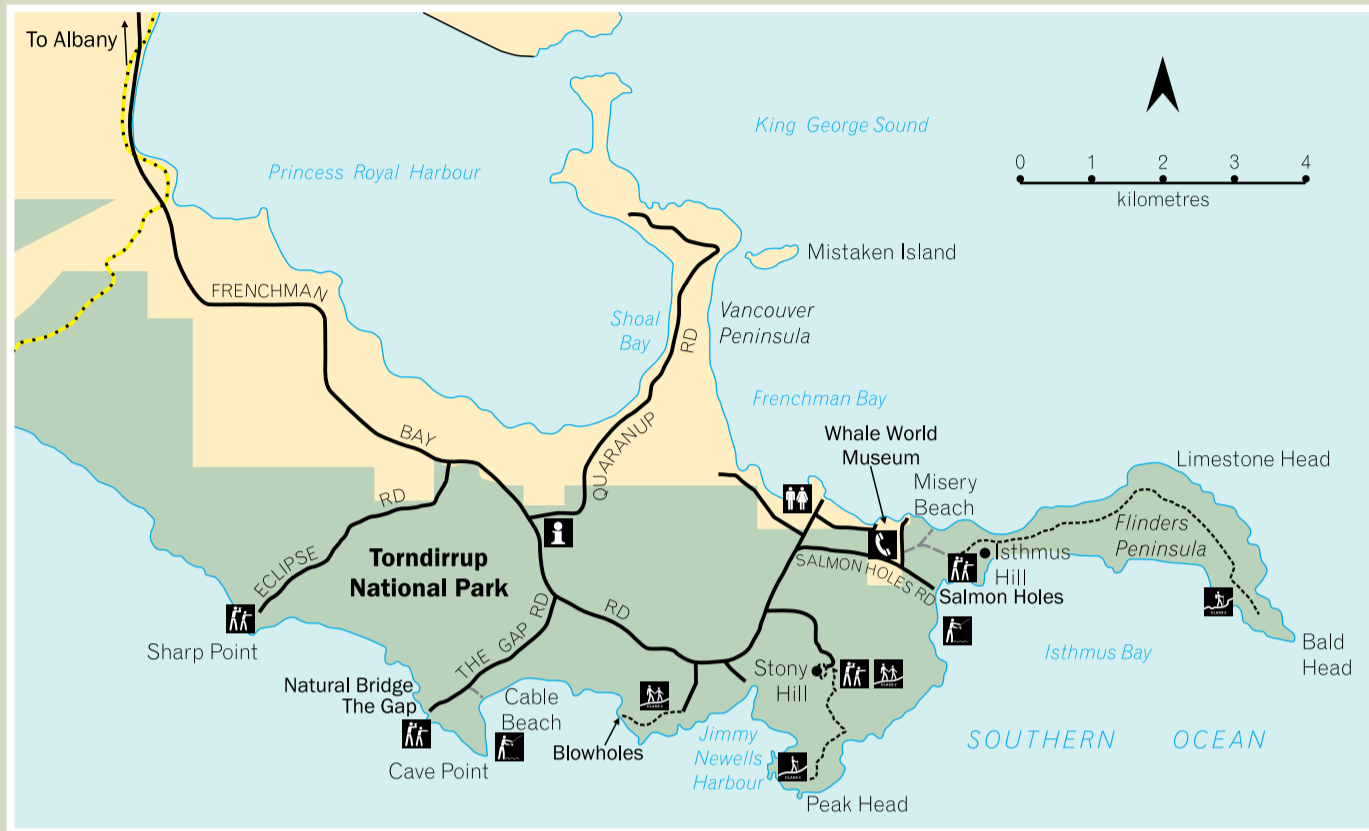 To Albany
King George Sound
Princess Royal Harbour
0 1 2 3 4
kilometres
Mistaken Island
FRENCHMAN
Shoal
Bay
Vancouver
Peninsula
RD
Frenchman Bay
BAY
Whale World
Museum
QUARANUP
Limestone Head
Misery
Beach
RD
Flinders
Peninsula
ECLIPSE
Torndirrup
National Park
Isthmus
Hill
SALMON HOLES RD
Salmon Holes
THE GAP RD
RD
Sharp Point
Isthmus Bay
Bald
Head
Stony
Hill
Natural Bridge
The Gap
Cable
Beach
Jimmy
Newells
Harbour
SOUTHERN OCEAN
Blowholes
Cave Point
Peak Head